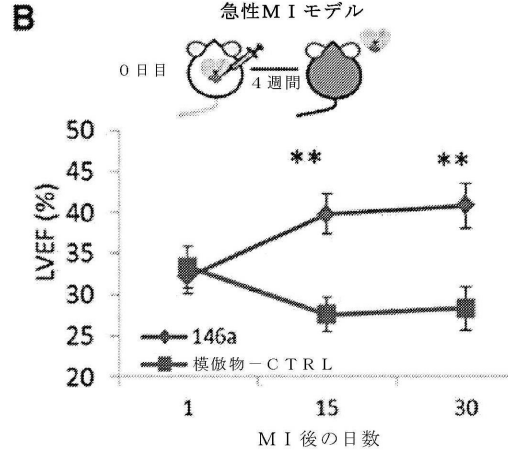 B
急性MIモデル
0日目
4週間
50
45
40
35
30
25
20
LVEF (%)
** **
146a
模倣物-CTRL
1 15 30
MI後の日数